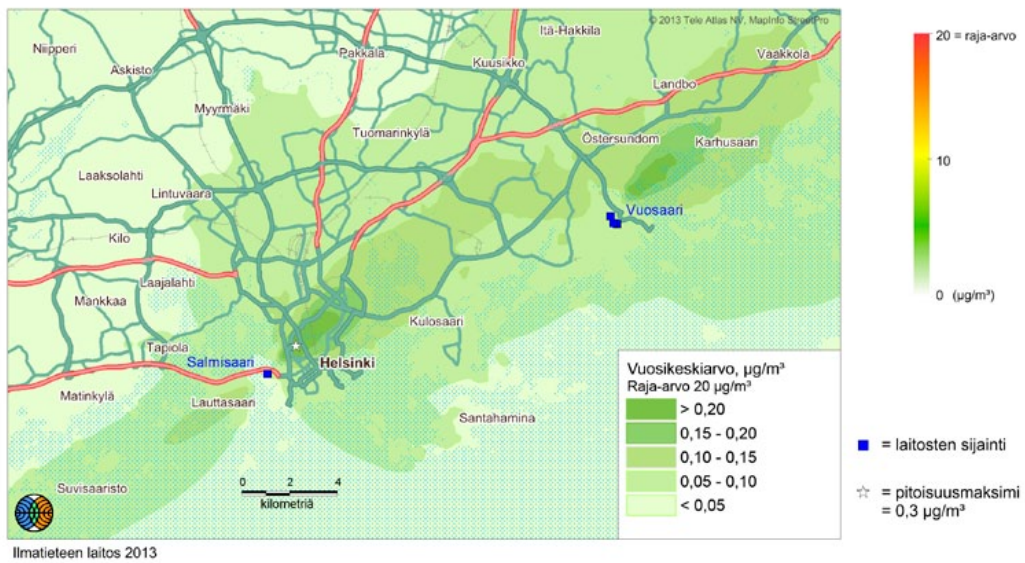 © 2013 Tele Atlas NV, MapInfo StreetPro
Itä-Hakkila
Niipperi
Pakkala
Vaakkola
Kuusikko
Askisto
Landbo
Myyrmäki
Tuomarinkylä
Östersundom
Karhusaari
Laaksolahti
Lintuvaara
Vuosaari
Kilo
Laajalahti
Mankkaa
Kulosaari
Tapiola
Salmisaari
Helsinki
Matinkylä
Lauttasaari
Santahamina
Suvisaaristo
0 2 4
kilometriä
Vuosikeskiarvo, µg/m³
Raja-arvo 20 µg/m³
> 0,20
0,15 - 0,20
0,10 - 0,15
0,05 - 0,10
< 0,05
20 = raja-arvo
10
0 (µg/m³)
= laitosten sijainti
= pitoisuusmaksimi
= 0,3 µg/m³
Ilmatieteen laitos 2013